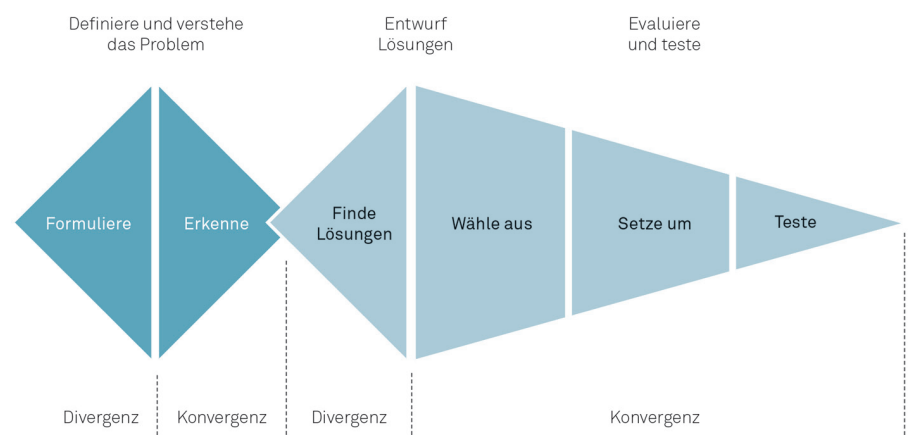 Definiere und verstehe
das Problem
Entwurf
Lösungen
Evaluiere
und teste
Formuliere
Erkenne
Finde
Lösungen
Wähle aus
Setze um
Teste
Divergenz
Konvergenz
Divergenz
Konvergenz